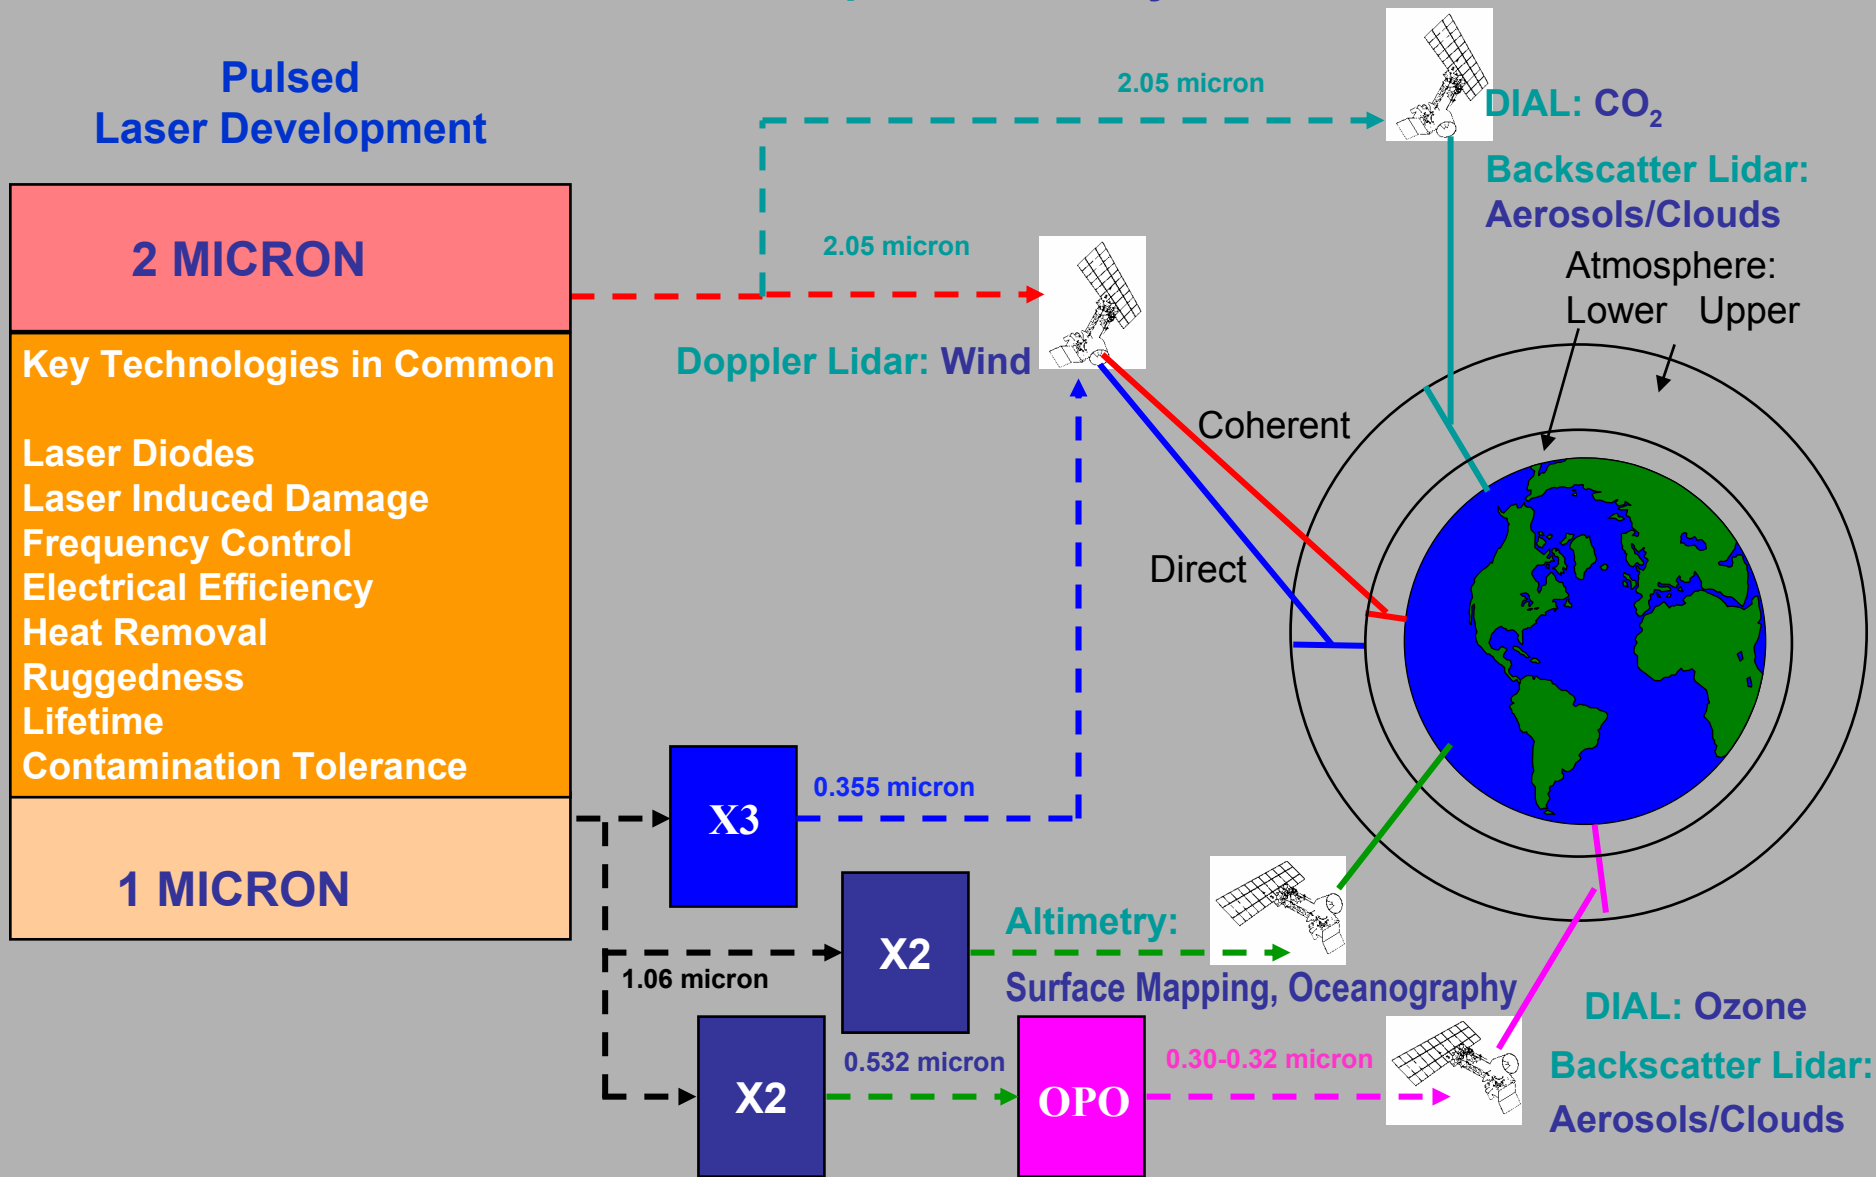 Pulsed
Laser Development
2 MICRON
Key Technologies in Common
Laser Diodes
Laser Induced Damage
Frequency Control
Electrical Efficiency
Heat Removal
Ruggedness
Lifetime
Contamination Tolerance
1 MICRON
2.05 micron
DIAL: CO₂
Backscatter Lidar:
Aerosols/Clouds
2.05 micron
Doppler Lidar: Wind
Atmosphere:
Lower Upper
Coherent
Direct
X3
0.355 micron
1.06 micron
X2
Altimetry:
Surface Mapping, Oceanography
X2
0.532 micron
OPO
0.30-0.32 micron
DIAL: Ozone
Backscatter Lidar:
Aerosols/Clouds